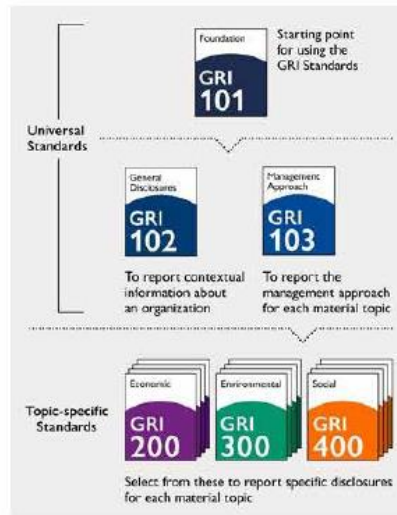 Foundation
GRI
101
Starting point
for using the
GRI Standards
Universal
Standards
General
Disclosures
GRI
102
Management
Approach
GRI
103
To report contextual
information about
an organization
To report the
management approach
for each material topic
Topic-specific
Standards
Economic
GRI
200
Environmental
GRI
300
Social
GRI
400
Select from these to report specific disclosures
for each material topic